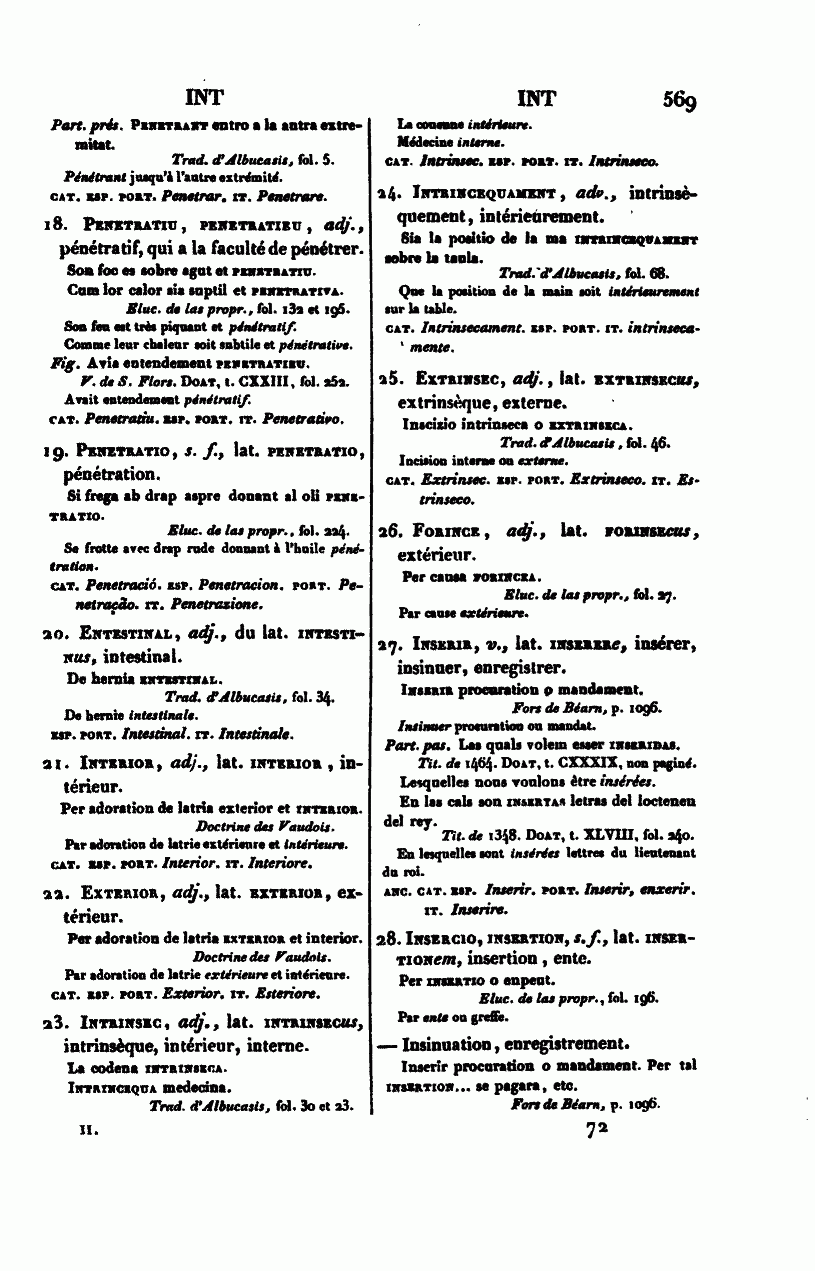 INT
Part. prés. PENETRANT entro a la autra extre-
mitat.
Trad. d'Albucasis, fol. 5.
Pénétrant jusqu'à l'autre extrémité.
CAT. ESP. PORT. Penetrar. IT. Penetrare.
18. PENETRATIU, PENETRATIEU, adj.,
pénétratif, qui a la faculté de pénétrer.
Son foc es sobre agut et PENETRATIU.
Cum lor calor sia suptil et PENETRATIVA.
Eluc. de las propr., fol. 132 et 195.
Son feu est très piquant et pénétratif.
Comme leur chaleur soit subtile et pénétrative.
Fig. Avia entendement PENETRATIEU.
V. de S. Flors. DOAT, t. CXXIII, fol. 252.
Avait entendement pénétratif.
CAT. Penetratiu. ESP. PORT. IT. Penetrativo.
19. PENETRATIO, s. f., lat. PENETRATIO,
pénétration.
Si frega ab drap aspre donant al oli PENE-
TRATIO.
Eluc. de las propr., fol. 224.
Se frotte avec drap rude donnant à l'huile péné-
tration.
CAT. Penetració. ESP. Penetracion. PORT. Pe-
netração. IT. Penetrazione.
20. ENTESTINAL, adj., du lat. INTESTI-
NUS, intestinal.
De hernia ENTESTINAL.
Trad. d'Albucasis, fol. 34.
De hernie intestinale.
ESP. PORT. Intestinal. IT. Intestinale.
21. INTERIOR, adj., lat. INTERIOR, in-
térieur.
Per adoration de latria exterior et INTERIOR.
Doctrine des Vaudois.
Par adoration de latrie extérieure et intérieure.
CAT. ESP. PORT. Interior. IT. Interiore.
22. EXTERIOR, adj., lat. EXTERIOR, ex-
térieur.
Per adoration de latria EXTERIOR et interior.
Doctrine des Vaudois.
Par adoration de latrie extérieure et intérieure.
CAT. ESP. PORT. Exterior. IT. Esteriore.
23. INTRINSEC, adj., lat. INTRINSECUS,
intrinsèque, intérieur, interne.
La codena INTRINSECA.
INTRINCEQUA medecina.
Trad. d'Albucasis, fol. 30 et 23.
II.
INT 569
La couenne intérieure.
Médecine interne.
CAT. Intrinsec. ESP. PORT. IT. Intrinseco.
24. INTRINCEQUAMENT, adv., intrinsè-
quement, intérieurement.
Sia la positio de la ma INTRINCEQUAMENT
sobre la taula.
Trad. d'Albucasis, fol. 68.
Que la position de la main soit intérieurement
sur la table.
CAT. Intrinsecament. ESP. PORT. IT. intrinseca-
mente.
25. EXTRINSEC, adj., lat. EXTRINSECUS,
extrinsèque, externe.
Inscizio intrinseca o EXTRINSECA.
Trad. d'Albucasis, fol. 46.
Incision interne ou externe.
CAT. Extrinsec. ESP. PORT. Extrinseco. IT. Es-
trinseco.
26. FORINCE, adj., lat. FORINSECUS,
extérieur.
Per causa FORINCEA.
Eluc. de las propr., fol. 27.
Par cause extérieure.
27. INSERIR, v., lat. INSERERE, insérer,
insinuer, enregistrer.
INSERIR procuration o mandament.
Fors de Béarn, p. 1096.
Insinuer procuration ou mandat.
Part. pas. Las quals volem esser INSERIDAS.
Tit. de 1464. DOAT, t. CXXXIX, non paginé.
Lesquelles nous voulons être insérées.
En las cals son INSERTAS letras del loctenen
del rey.
Tit. de 1348. DOAT, t. XLVIII, fol. 240.
En lesquelles sont insérées lettres du lieutenant
du roi.
ANC. CAT. ESP. Inserir. PORT. Inserir, enxerir.
IT. Inserire.
28. INSERCIO, INSERTION, s. f., lat. INSER-
TIONem, insertion, ente.
Per INSERTIO o enpeut.
Eluc. de las propr., fol. 196.
Par ente ou greffe.
— Insinuation, enregistrement.
Inserir procuration o mandament. Per tal
INSERTION... se pagara, etc.
Fors de Béarn, p. 1096.
72